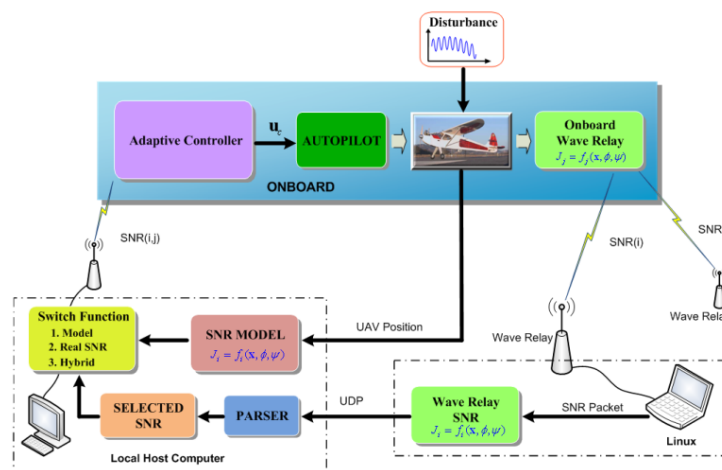 Disturbance
Adaptive Controller
u_c
AUTOPILOT
Onboard
Wave Relay
J_j = f_j(x,ϕ,ψ)
ONBOARD
SNR(i,j)
SNR(i)
SNR
Switch Function
1. Model
2. Real SNR
3. Hybrid
SNR MODEL
J_i = f_i(x,ϕ,ψ)
UAV Position
Wave Relay
Wave Rela
SELECTED
SNR
PARSER
UDP
Wave Relay
SNR
J_i = f_i(x,ϕ,ψ)
SNR Packet
Linux
Local Host Computer